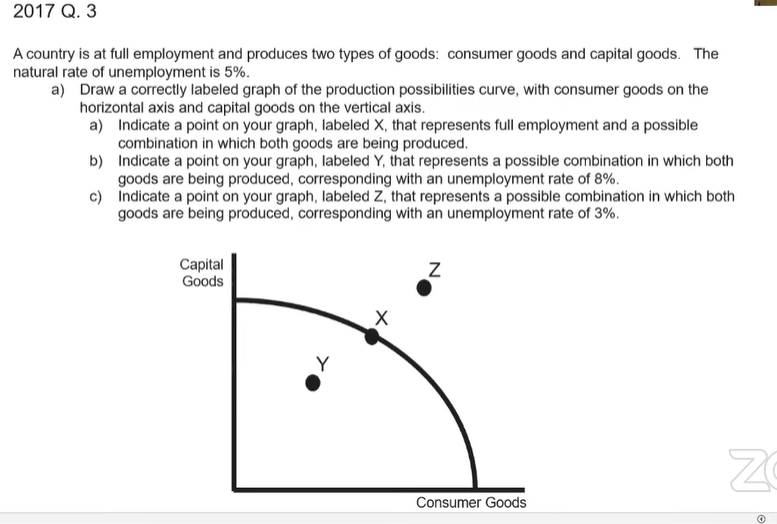 2017 Q. 3
A country is at full employment and produces two types of goods:  consumer goods and capital goods.  The
natural rate of unemployment is 5%.
a) Draw a correctly labeled graph of the production possibilities curve, with consumer goods on the
horizontal axis and capital goods on the vertical axis.
a) Indicate a point on your graph, labeled X, that represents full employment and a possible
combination in which both goods are being produced.
b) Indicate a point on your graph, labeled Y, that represents a possible combination in which both
goods are being produced, corresponding with an unemployment rate of 8%.
c) Indicate a point on your graph, labeled Z, that represents a possible combination in which both
goods are being produced, corresponding with an unemployment rate of 3%.
Capital
Goods
Z
X
Y
Consumer Goods